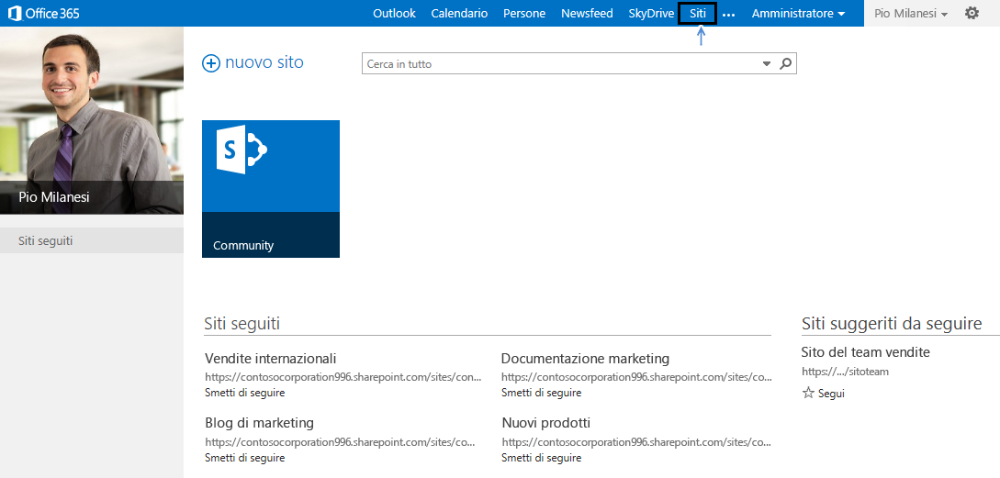 Office 365 Outlook Calendario Persone Newsfeed SkyDrive Siti ... Amministratore Pio Milanesi
nuovo sito
Cerca in tutto
S
Pio Milanesi
Siti seguiti
Community
Siti seguiti
Vendite internazionali
https://contosocorporation996.sharepoint.com/sites/con...
Smetti di seguire
Documentazione marketing
https://contosocorporation996.sharepoint.com/sites/co...
Smetti di seguire
Blog di marketing
https://contosocorporation996.sharepoint.com/sites/co...
Smetti di seguire
Nuovi prodotti
https://contosocorporation996.sharepoint.com/sites/co...
Smetti di seguire
Siti suggeriti da seguire
Sito del team vendite
https://.../sitoteam
Segui